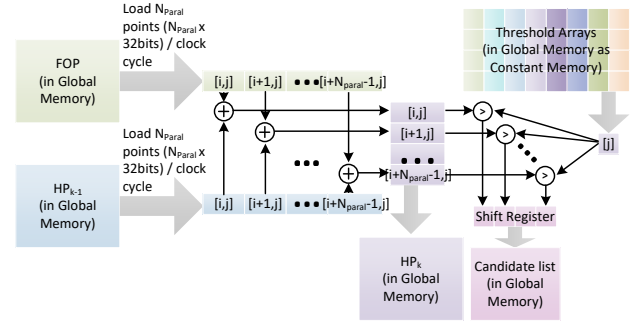 Load N_Paral
points (N_Paral x
32bits) / clock
cycle
FOP
(in Global
Memory)
Threshold Arrays
(in Global Memory as
Constant Memory)
[i,j] [i+1,j] ●●● [i+N_paral-1,j]
[i,j]
[i+1,j]
●●●
[i+N_paral-1,j]
+
+
+
>
>
>
[j]
Load N_Paral
points (N_Paral x
32bits) / clock
cycle
HP_k-1
(in Global
Memory)
[i,j] [i+1,j] ●●● [i+N_paral-1,j]
Shift Register
HP_k
(in Global
Memory)
Candidate list
(in Global
Memory)